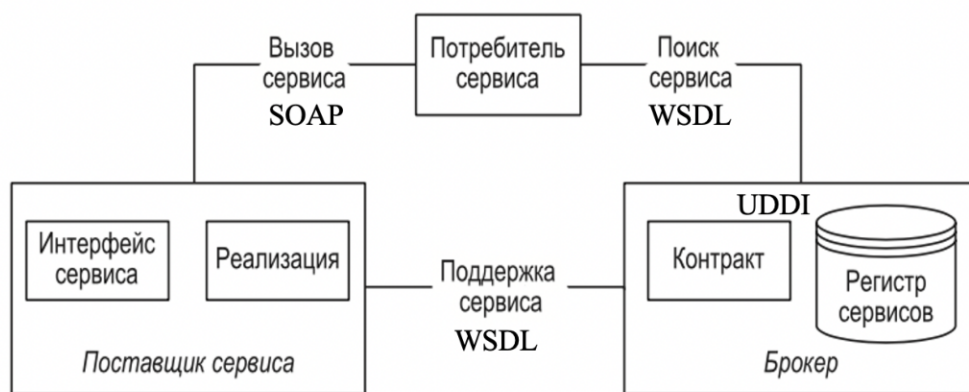 Вызов
сервиса
SOAP
Потребитель
сервиса
Поиск
сервиса
WSDL
Интерфейс
сервиса
Реализация
Поставщик сервиса
Поддержка
сервиса
WSDL
UDDI
Контракт
Регистр
сервисов
Брокер